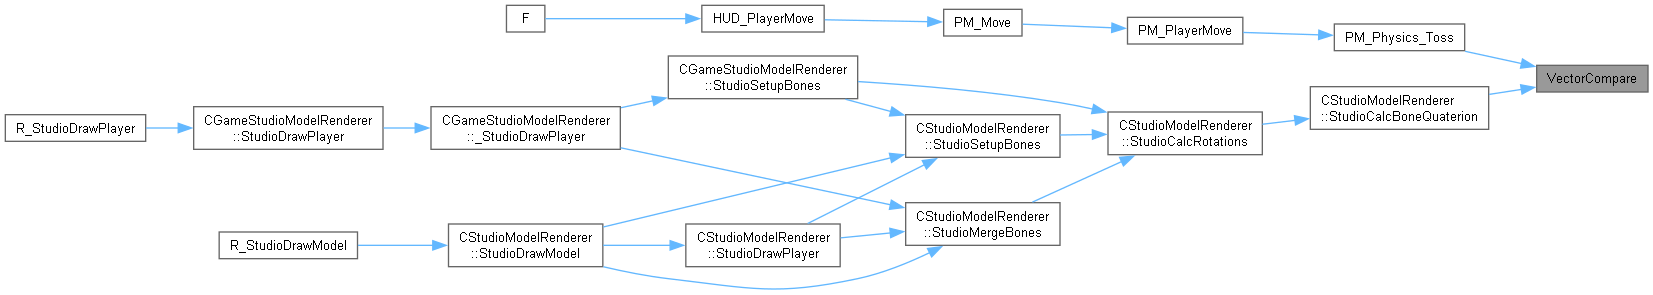 F
HUD_PlayerMove
PM_Move
PM_PlayerMove
PM_Physics_Toss
VectorCompare
CGameStudioModelRenderer
::StudioSetupBones
CStudioModelRenderer
::StudioCalcBoneQuaterion
R_StudioDrawPlayer
CGameStudioModelRenderer
::StudioDrawPlayer
CGameStudioModelRenderer
::_StudioDrawPlayer
CStudioModelRenderer
::StudioSetupBones
CStudioModelRenderer
::StudioCalcRotations
R_StudioDrawModel
CStudioModelRenderer
::StudioDrawModel
CStudioModelRenderer
::StudioDrawPlayer
CStudioModelRenderer
::StudioMergeBones